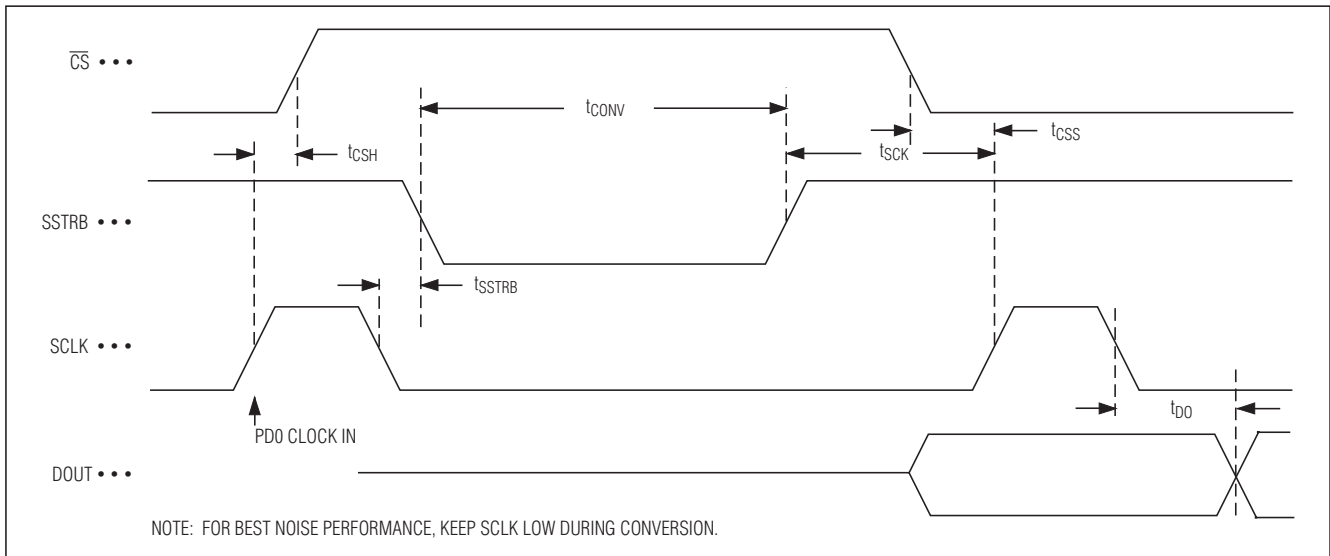 CS •••
tCONV
tCSS
tCSH
tSCK
SSTRB •••
tSSTRB
SCLK •••
tDO
PD0 CLOCK IN
DOUT •••
NOTE: FOR BEST NOISE PERFORMANCE, KEEP SCLK LOW DURING CONVERSION.